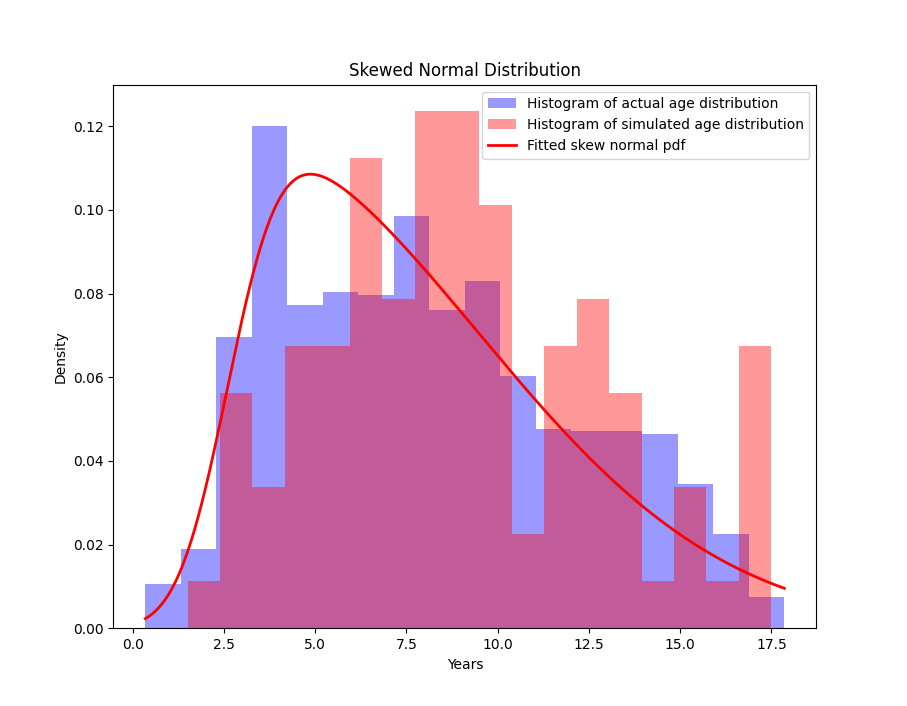 Skewed Normal Distribution
Histogram of actual age distribution
Histogram of simulated age distribution
Fitted skew normal pdf
Density
0.12
0.10
0.08
0.06
0.04
0.02
0.00
0.0 2.5 5.0 7.5 10.0 12.5 15.0 17.5
Years